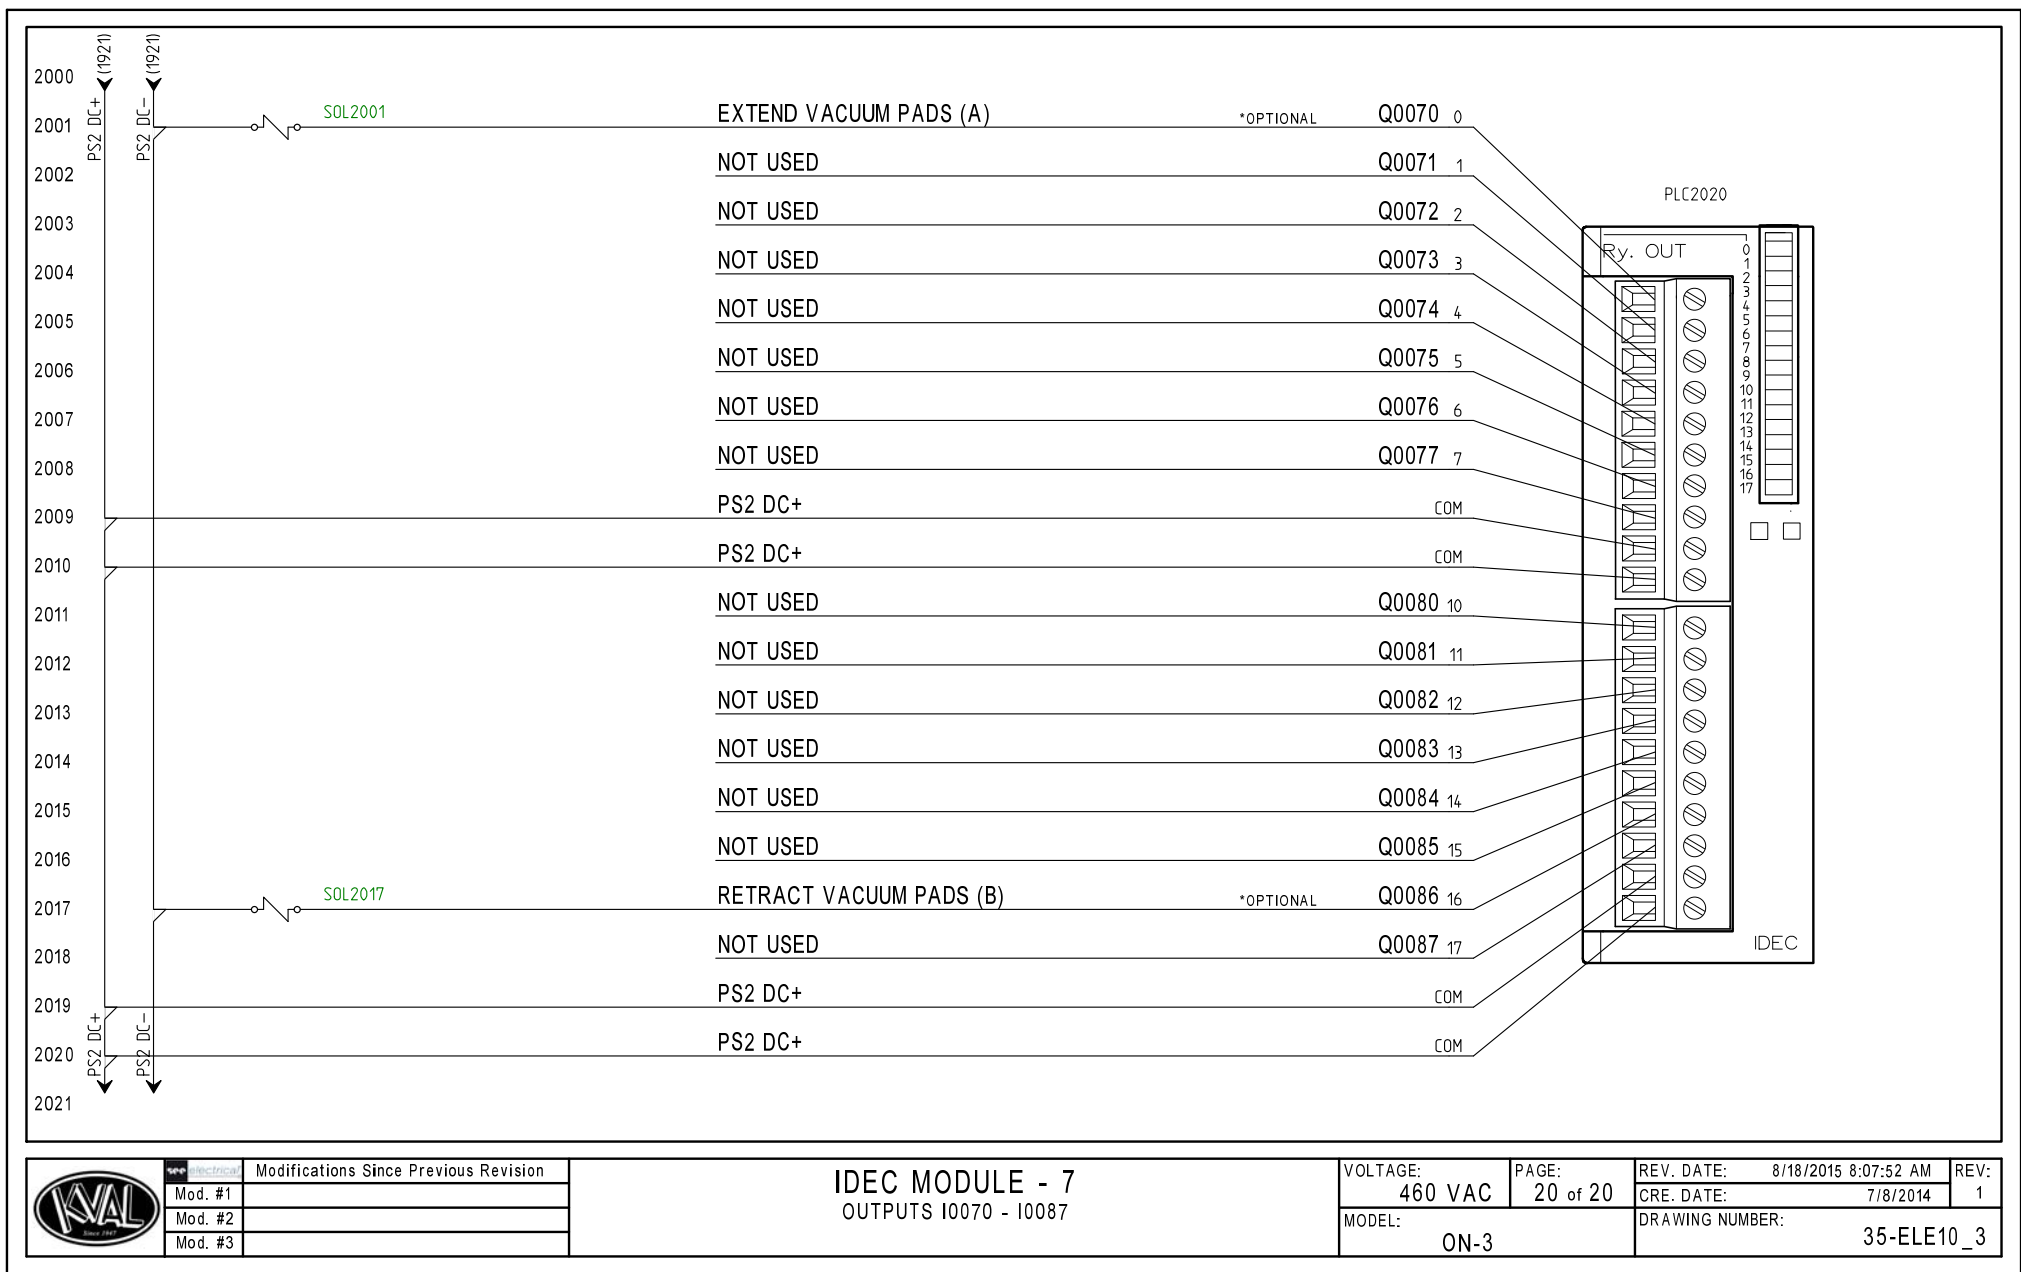 (1921) (1921)
2000
PS2 DC+ PS2 DC-
2001 SOL2001 EXTEND VACUUM PADS (A) *OPTIONAL Q0070 0
2002 NOT USED Q0071 1
PLC2020
2003 NOT USED Q0072 2
Ry. OUT
2004 NOT USED Q0073 3
2005 NOT USED Q0074 4
2006 NOT USED Q0075 5
2007 NOT USED Q0076 6
2008 NOT USED Q0077 7
0
1
2
3
4
5
6
7
8
9
10
11
12
13
14
15
16
17
2009 PS2 DC+ COM
2010 PS2 DC+ COM
2011 NOT USED Q0080 10
2012 NOT USED Q0081 11
2013 NOT USED Q0082 12
2014 NOT USED Q0083 13
2015 NOT USED Q0084 14
2016 NOT USED Q0085 15
2017 SOL2017 RETRACT VACUUM PADS (B) *OPTIONAL Q0086 16
2018 NOT USED Q0087 17
IDEC
2019 PS2 DC+ COM
PS2 DC+ PS2 DC-
2020 PS2 DC+ COM
2021
KVAL
Since 1947
see electrical
Modifications Since Previous Revision
Mod. #1
Mod. #2
Mod. #3
IDEC MODULE - 7
OUTPUTS I0070 - I0087
VOLTAGE:
460 VAC
PAGE:
20 of 20
REV. DATE: 8/18/2015 8:07:52 AM
REV:
1
CRE. DATE: 7/8/2014
MODEL:
ON-3
DRAWING NUMBER:
35-ELE10_3